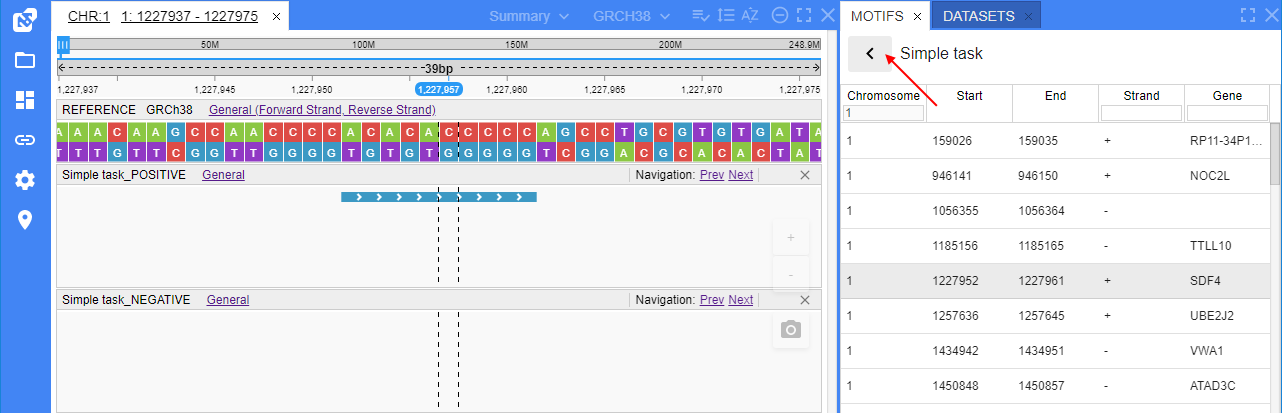 CHR:1 1: 1227937 - 1227975
Summary GRCH38
50M 100M 150M 200M 248.9M
39bp
1,227,937 1,227,945 1,227,950 1,227,957 1,227,960 1,227,965 1,227,970 1,227,975
REFERENCE GRCh38 General (Forward Strand, Reverse Strand)
A A A C A A G C C A A C C C C A C A C A C C C C C A G C C T G C G T G T G A T A
T T T G T T C G G T T G G G G T G T G T G G G G G T C G G A C G C A C A C T A T
Simple task_POSITIVE General Navigation: Prev Next
+
-
Simple task_NEGATIVE General Navigation: Prev Next
MOTIFS DATASETS
Simple task
Chromosome Start End Strand Gene
1
1 159026 159035 + RP11-34P1...
1 946141 946150 + NOC2L
1 1056355 1056364 -
1 1185156 1185165 - TTLL10
1 1227952 1227961 + SDF4
1 1257636 1257645 + UBE2J2
1 1434942 1434951 - VWA1
1 1450848 1450857 - ATAD3C